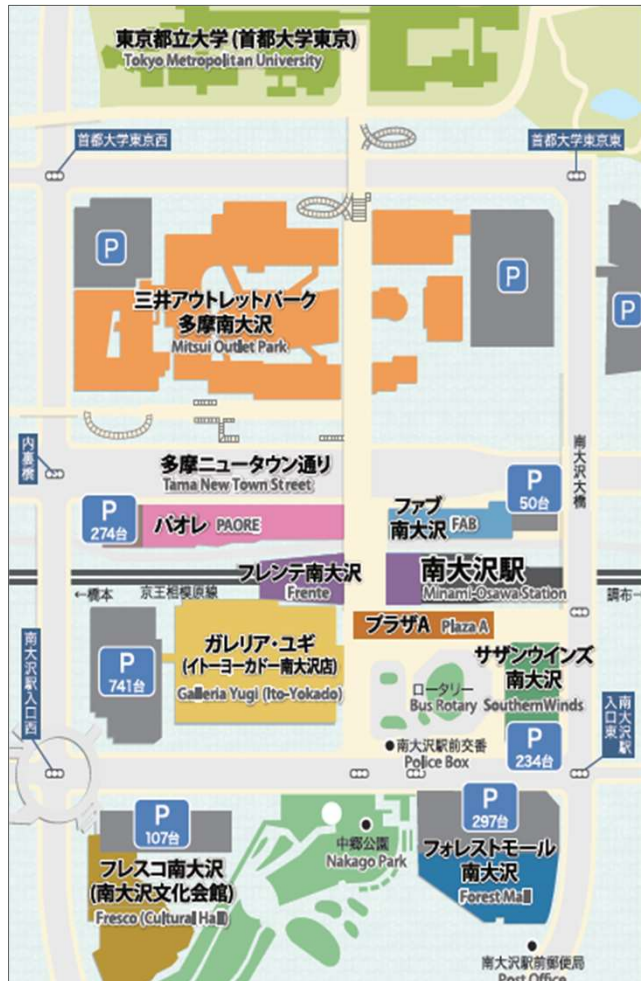 東京都立大学(首都大学東京)
Tokyo Metropolitan University
首都大学東京西
首都大学東京東
P
P
P
三井アウトレットパーク
多摩南大沢
Mitsui Outlet Park
内裏橋
南大沢大橋
多摩ニュータウン通り
Tama New Town Street
P
274台
パオレ PAORE
ファブ
南大沢 FAB
P
50台
フレンテ南大沢
Frente
南大沢駅
Minami-Osawa Station
←橋本
京王相模原線
調布→
プラザA Plaza A
P
741台
ガレリア・ユギ
(イトーヨーカドー南大沢店)
Galleria Yugi (Ito-Yokado)
サザンウインズ
南大沢
SouthernWinds
ロータリー
Bus Rotary
南大沢駅入口西
南大沢駅
入口東
南大沢駅前交番
Police Box
P
234台
P
107台
P
297台
中郷公園
Nakago Park
フレスコ南大沢
(南大沢文化会館)
Fresco (Cultural Hall)
フォレストモール
南大沢
Forest Mall
南大沢駅前郵便局
Post Office